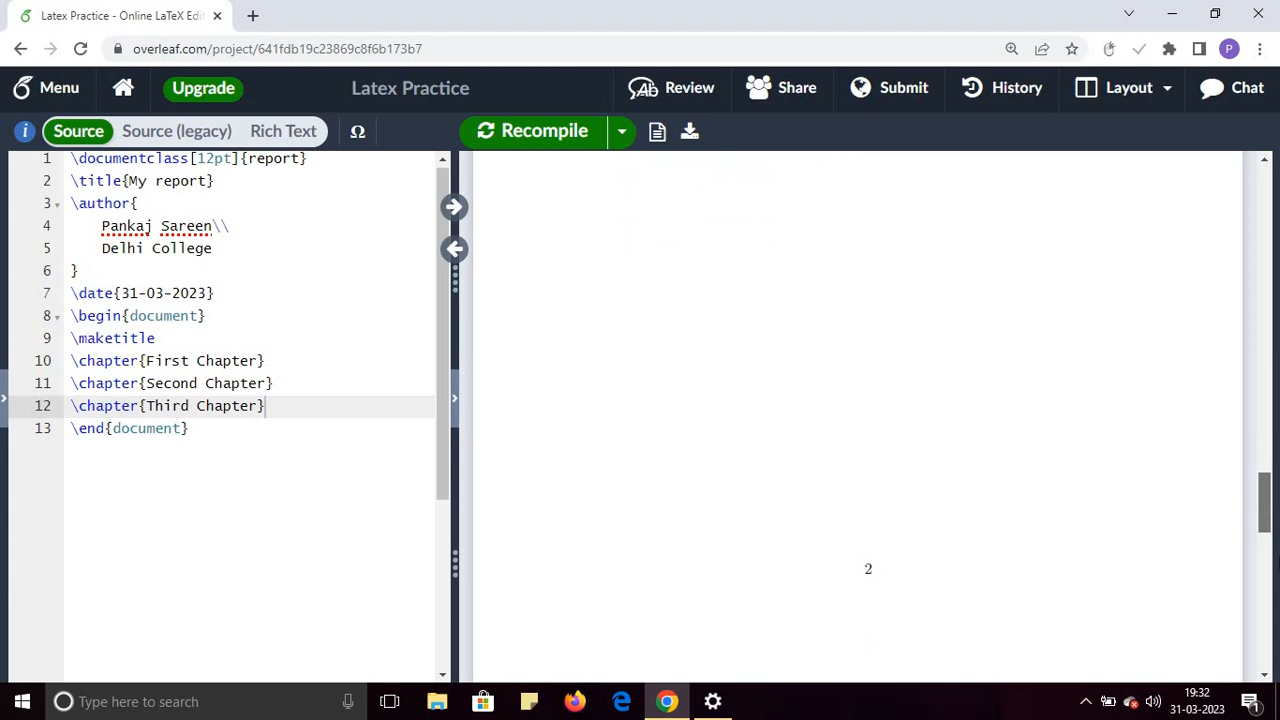 Latex Practice - Online LaTeX Edi
overleaf.com/project/641fdb19c23869c8f6b173b7
P
Menu
Upgrade
Latex Practice
Review
Share
Submit
History
Layout
Chat
Source
Source (legacy)
Rich Text
Ω
Recompile
1 \documentclass[12pt]{report}
2 \title{My report}
3 \author{
4 Pankaj Sareen\\
5 Delhi College
6 }
7 \date{31-03-2023}
8 \begin{document}
9 \maketitle
10 \chapter{First Chapter}
11 \chapter{Second Chapter}
12 \chapter{Third Chapter}
13 \end{document}
2
Type here to search
19:32
31-03-2023
1